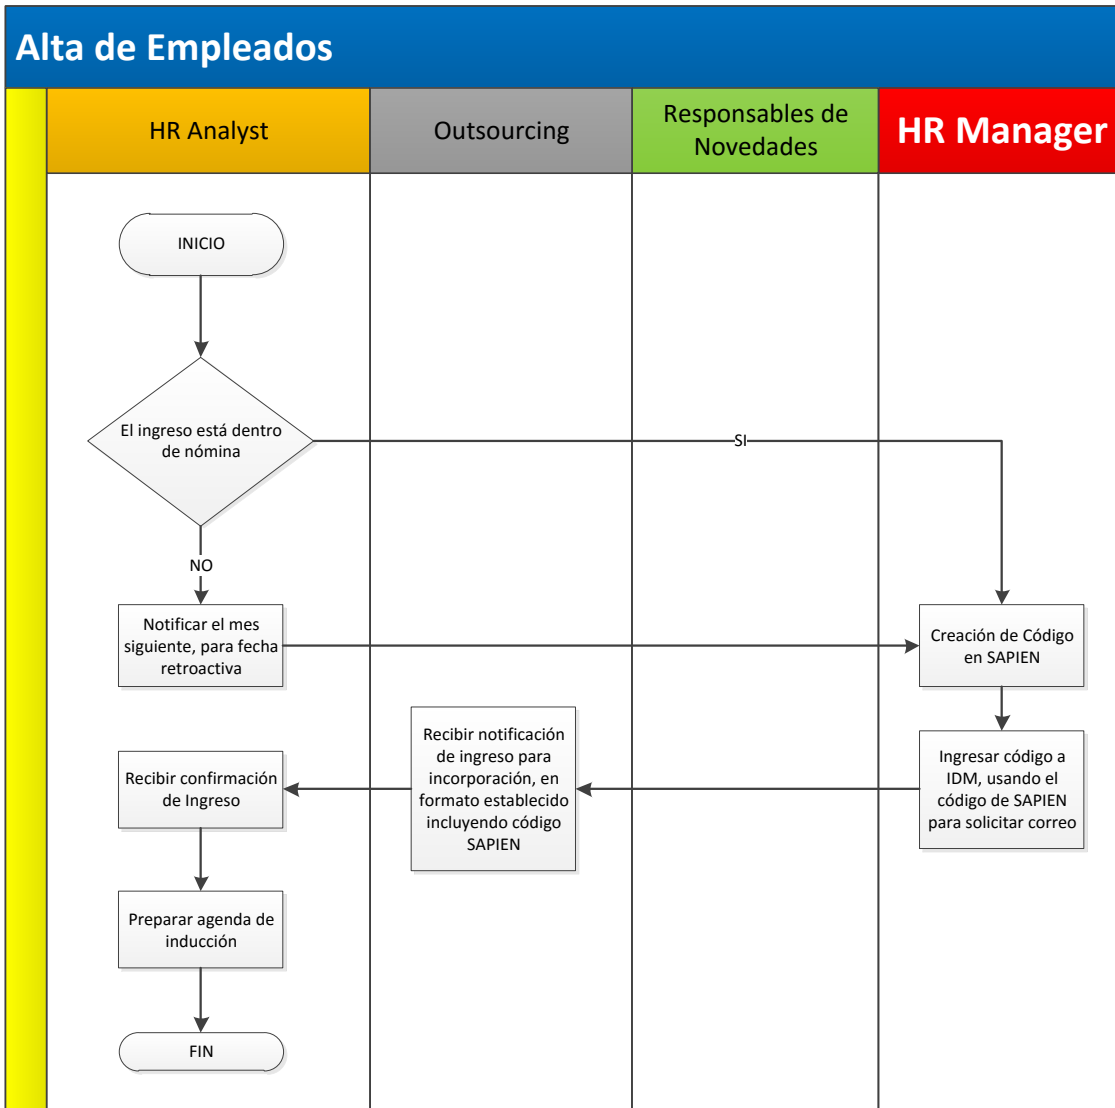 Alta de Empleados
HR Analyst
Outsourcing
Responsables de
Novedades
HR Manager
INICIO
El ingreso está dentro
de nómina
SI
NO
Notificar el mes
siguiente, para fecha
retroactiva
Creación de Código
en SAPIEN
Recibir confirmación
de Ingreso
Recibir notificación
de ingreso para
incorporación, en
formato establecido
incluyendo código
SAPIEN
Ingresar código a
IDM, usando el
código de SAPIEN
para solicitar correo
Preparar agenda de
inducción
FIN